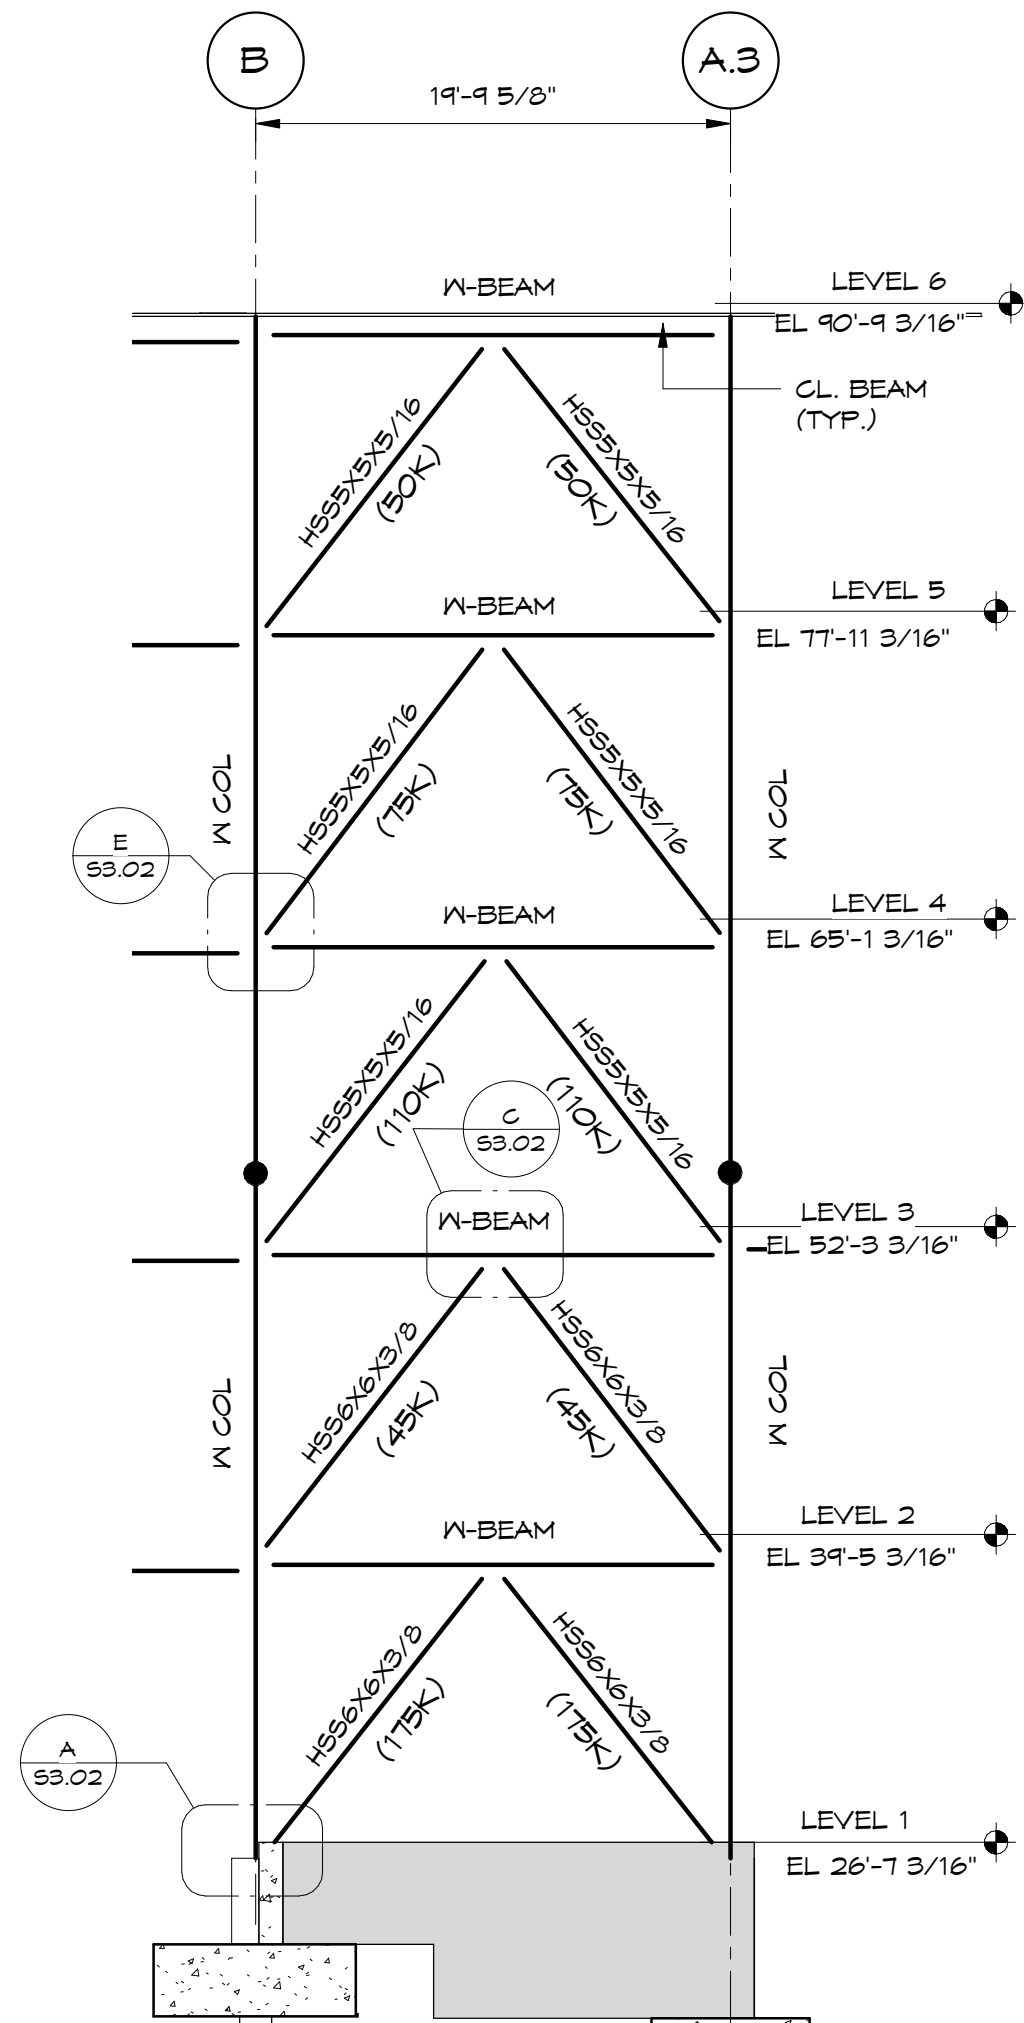 B
A.3
19'-9 5/8"
W-BEAM
LEVEL 6
EL 90'-9 3/16"
CL. BEAM
(TYP.)
HSS5X5X5/16
(50K)
HSS5X5X5/16
(50K)
W-BEAM
LEVEL 5
EL 77'-11 3/16"
HSS5X5X5/16
(75K)
HSS5X5X5/16
(75K)
W COL
W COL
E
S3.02
W-BEAM
LEVEL 4
EL 65'-1 3/16"
HSS5X5X5/16
(110K)
HSS5X5X5/16
(110K)
C
S3.02
W-BEAM
LEVEL 3
EL 52'-3 3/16"
HSS6X6X3/8
(45K)
HSS6X6X3/8
(45K)
W COL
W COL
W-BEAM
LEVEL 2
EL 39'-5 3/16"
HSS6X6X3/8
(175K)
HSS6X6X3/8
(175K)
A
S3.02
LEVEL 1
EL 26'-7 3/16"